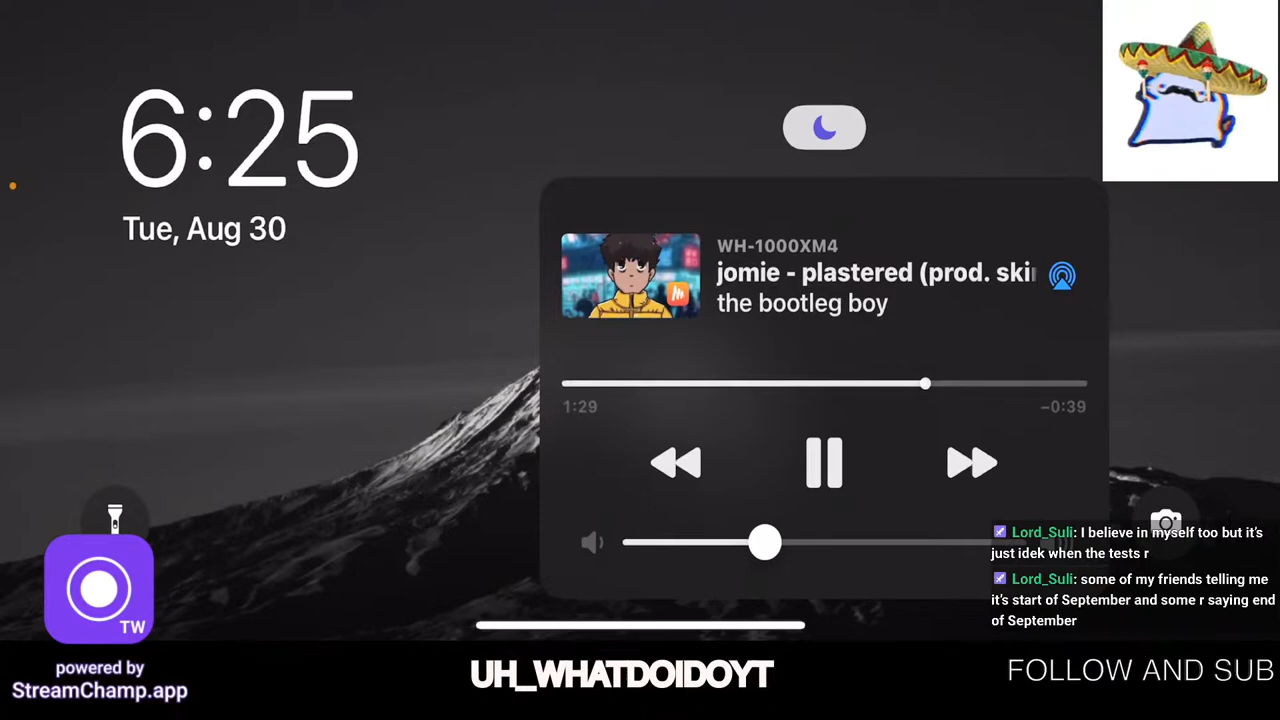 6:25
Tue, Aug 30
WH-1000XM4
jomie - plastered (prod. ski
the bootleg boy
1:29
−0:39
Lord_Suli: I believe in myself too but it's
just idek when the tests r
Lord_Suli: some of my friends telling me
it's start of September and some r saying end
of September
TW
powered by
StreamChamp.app
UH_WHATDOIDOYT
FOLLOW AND SUB